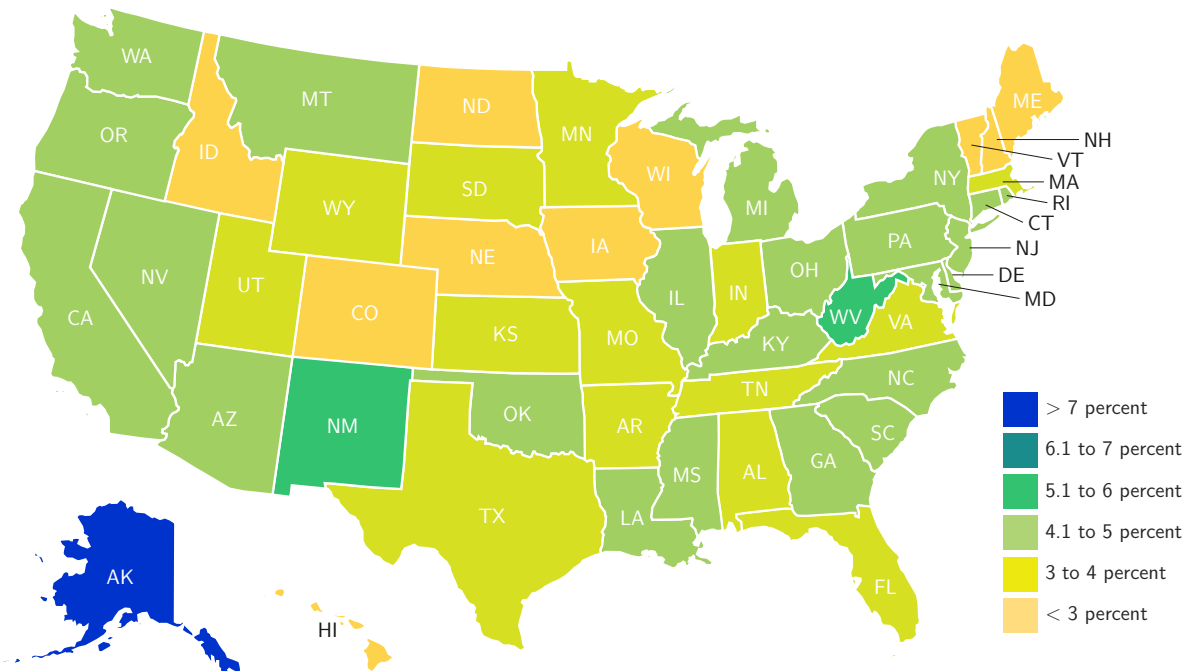 WA
MT
ND
MN
ME
OR
ID
SD
WI
NH
VT
NY
MA
RI
CT
WY
MI
NE
IA
PA
NJ
NV
UT
OH
DE
MD
CO
IL
IN
WV
VA
CA
KS
MO
KY
AZ
NM
OK
AR
TN
NC
SC
MS
AL
GA
TX
LA
FL
AK
HI
> 7 percent
6.1 to 7 percent
5.1 to 6 percent
4.1 to 5 percent
3 to 4 percent
< 3 percent